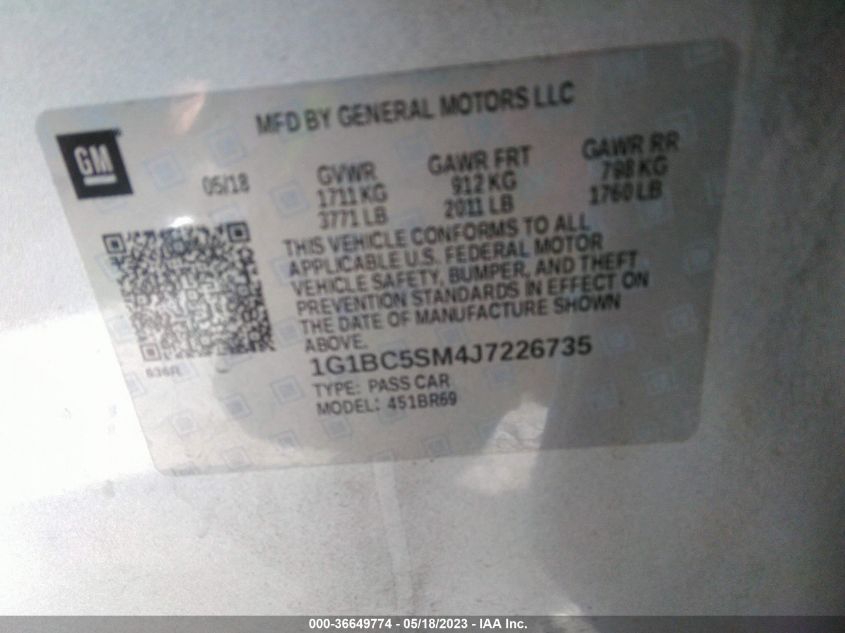 MFD BY GENERAL MOTORS LLC
GM
05/18
GVWR
1711 KG
3771 LB
GAWR FRT
912 KG
2011 LB
GAWR RR
798 KG
1760 LB
THIS VEHICLE CONFORMS TO ALL
APPLICABLE U.S. FEDERAL MOTOR
VEHICLE SAFETY, BUMPER, AND THEFT
PREVENTION STANDARDS IN EFFECT ON
THE DATE OF MANUFACTURE SHOWN
ABOVE.
1G1BC5SM4J7226735
TYPE: PASS CAR
MODEL: 451BR69
000-36649774 - 05/18/2023 - IAA Inc.